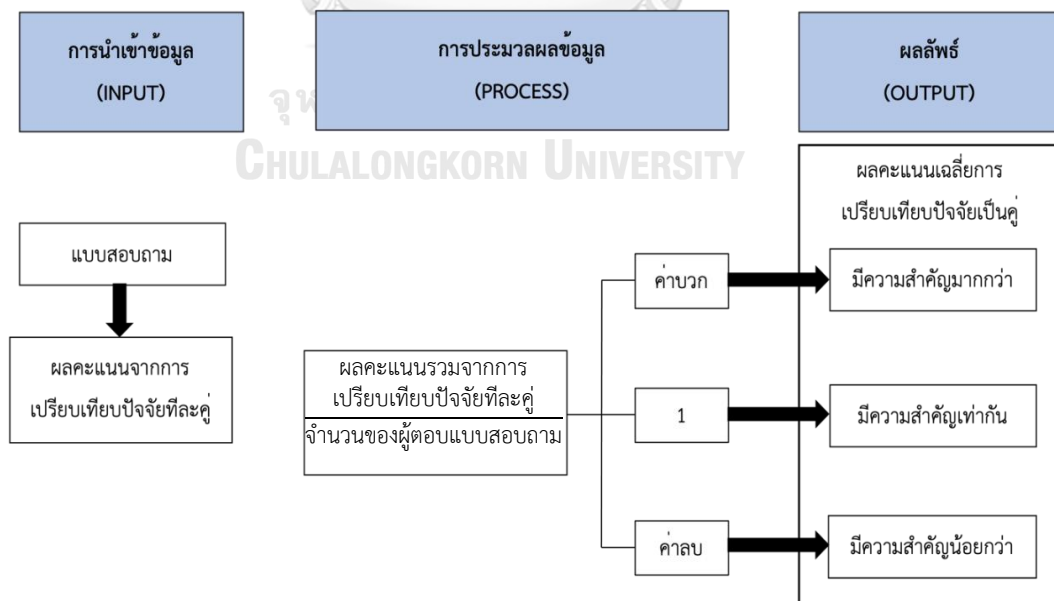 การนำเข้าข้อมูล
(INPUT)
การประมวลผลข้อมูล
(PROCESS)
ผลลัพธ์
(OUTPUT)
CHULALONGKORN UNIVERSITY
แบบสอบถาม
ผลคะแนนจากการ
เปรียบเทียบปัจจัยทีละคู่
ผลคะแนนรวมจากการ
เปรียบเทียบปัจจัยทีละคู่
จำนวนของผู้ตอบแบบสอบถาม
ค่าบวก
1
ค่าลบ
ผลคะแนนเฉลี่ยการ
เปรียบเทียบปัจจัยเป็นคู่
มีความสำคัญมากกว่า
มีความสำคัญเท่ากัน
มีความสำคัญน้อยกว่า